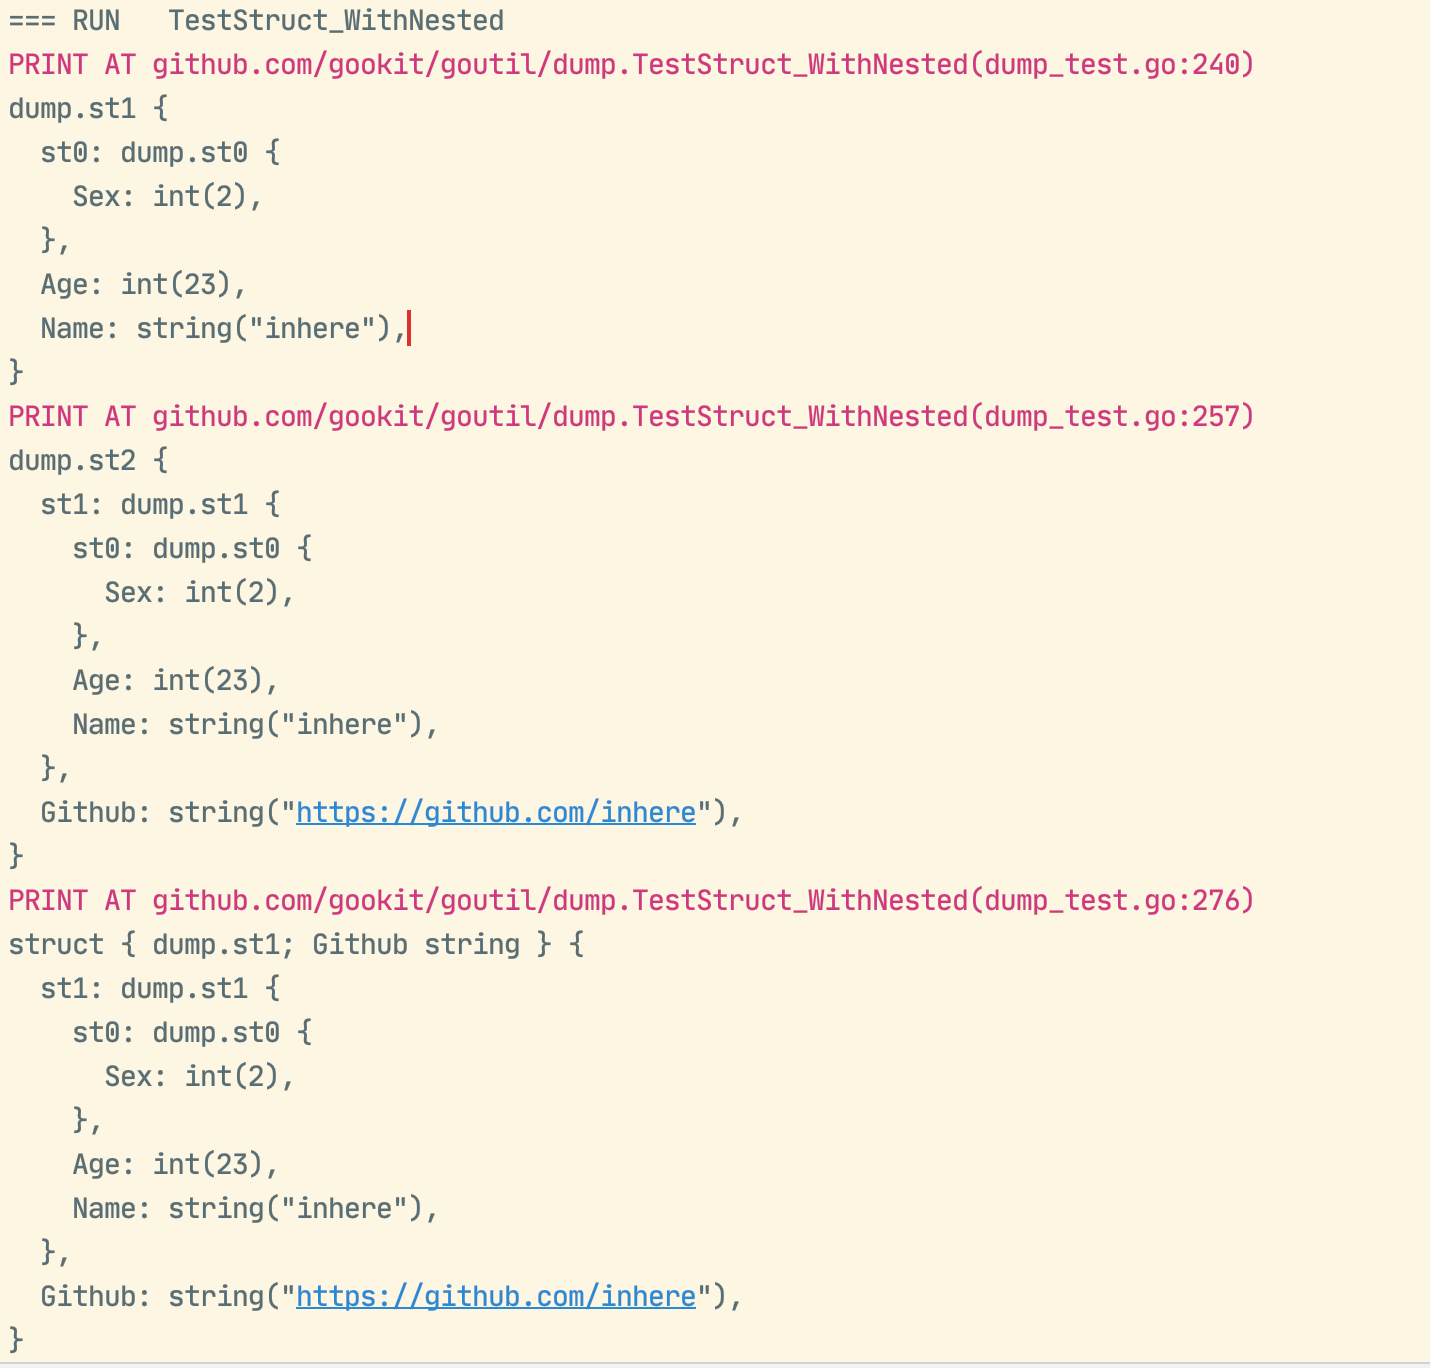 === RUN   TestStruct_WithNested
PRINT AT github.com/gookit/goutil/dump.TestStruct_WithNested(dump_test.go:240)
dump.st1 {
  st0: dump.st0 {
    Sex: int(2),
  },
  Age: int(23),
  Name: string("inhere"),
}
PRINT AT github.com/gookit/goutil/dump.TestStruct_WithNested(dump_test.go:257)
dump.st2 {
  st1: dump.st1 {
    st0: dump.st0 {
      Sex: int(2),
    },
    Age: int(23),
    Name: string("inhere"),
  },
  Github: string("https://github.com/inhere"),
}
PRINT AT github.com/gookit/goutil/dump.TestStruct_WithNested(dump_test.go:276)
struct { dump.st1; Github string } {
  st1: dump.st1 {
    st0: dump.st0 {
      Sex: int(2),
    },
    Age: int(23),
    Name: string("inhere"),
  },
  Github: string("https://github.com/inhere"),
}